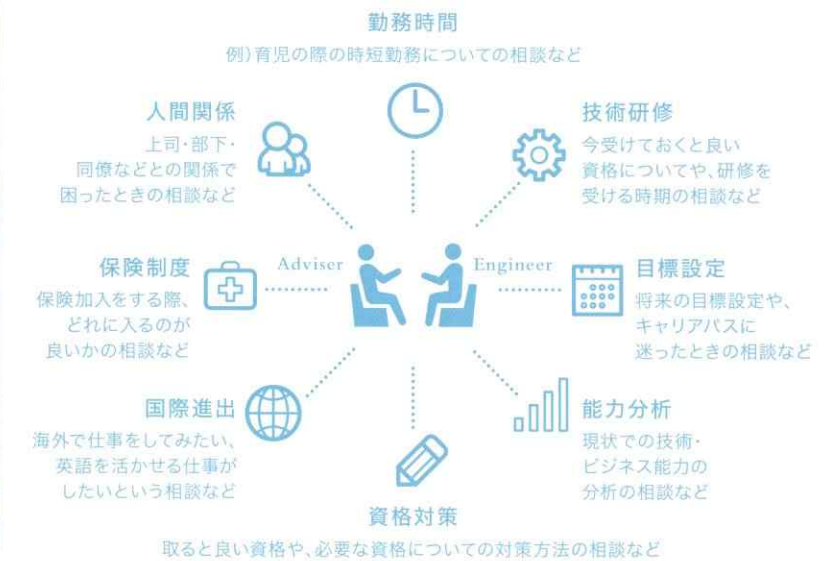 勤務時間
例)育児の際の時短勤務についての相談など
人間関係
上司・部下・
同僚などとの関係で
困ったときの相談など
技術研修
今受けておくと良い
資格についてや、研修を
受ける時期の相談など
保険制度
保険加入をする際、
どれに入るのが
良いかの相談など
Adviser
Engineer
目標設定
将来の目標設定や、
キャリアパスに
迷ったときの相談など
国際進出
海外で仕事をしてみたい、
英語を活かせる仕事が
したいという相談など
能力分析
現状での技術・
ビジネス能力の
分析の相談など
資格対策
取ると良い資格や、必要な資格についての対策方法の相談など